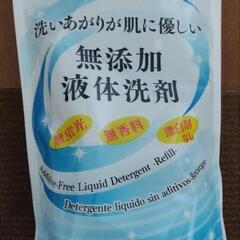 洗いあがりが肌に優しい
無添加
液体洗剤
無蛍光
無香料
漂白剤なし
Additive-Free Liquid Detergent -Refill-
Detergente líquido sin aditivos-Recarga-